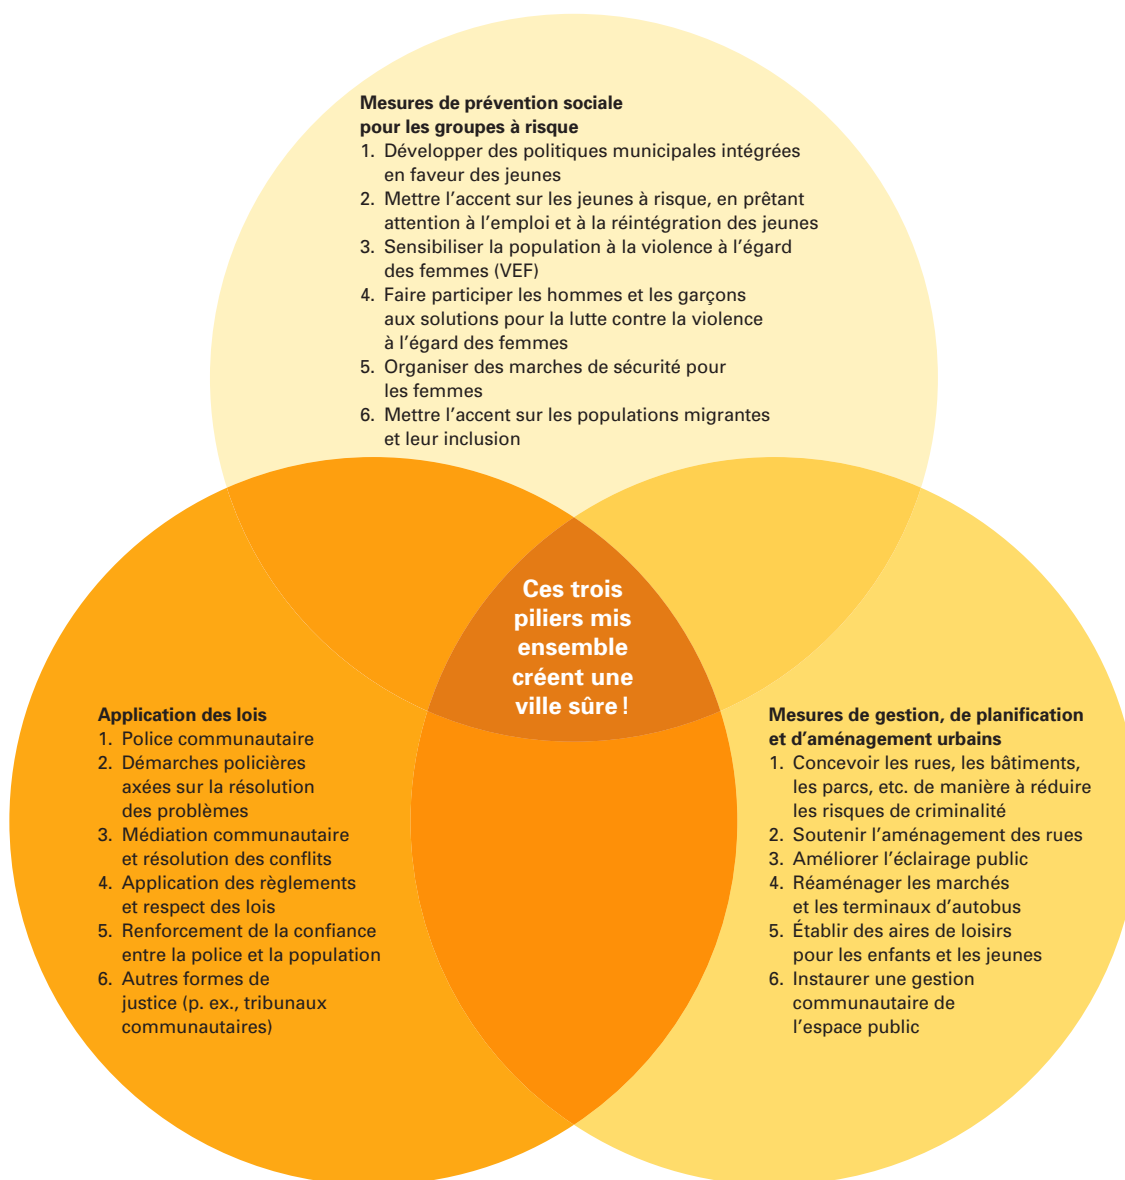 Mesures de prévention sociale
pour les groupes à risque
1. Développer des politiques municipales intégrées
en faveur des jeunes
2. Mettre l’accent sur les jeunes à risque, en prêtant
attention à l’emploi et à la réintégration des jeunes
3. Sensibiliser la population à la violence à l’égard
des femmes (VEF)
4. Faire participer les hommes et les garçons
aux solutions pour la lutte contre la violence
à l’égard des femmes
5. Organiser des marches de sécurité pour
les femmes
6. Mettre l’accent sur les populations migrantes
et leur inclusion
Ces trois
piliers mis
ensemble
créent une
ville sûre !
Application des lois
1. Police communautaire
2. Démarches policières
axées sur la résolution
des problèmes
3. Médiation communautaire
et résolution des conflits
4. Application des règlements
et respect des lois
5. Renforcement de la confiance
entre la police et la population
6. Autres formes de
justice (p. ex., tribunaux
communautaires)
Mesures de gestion, de planification
et d’aménagement urbains
1. Concevoir les rues, les bâtiments,
les parcs, etc. de manière à réduire
les risques de criminalité
2. Soutenir l’aménagement des rues
3. Améliorer l’éclairage public
4. Réaménager les marchés
et les terminaux d’autobus
5. Établir des aires de loisirs
pour les enfants et les jeunes
6. Instaurer une gestion
communautaire de
l’espace public